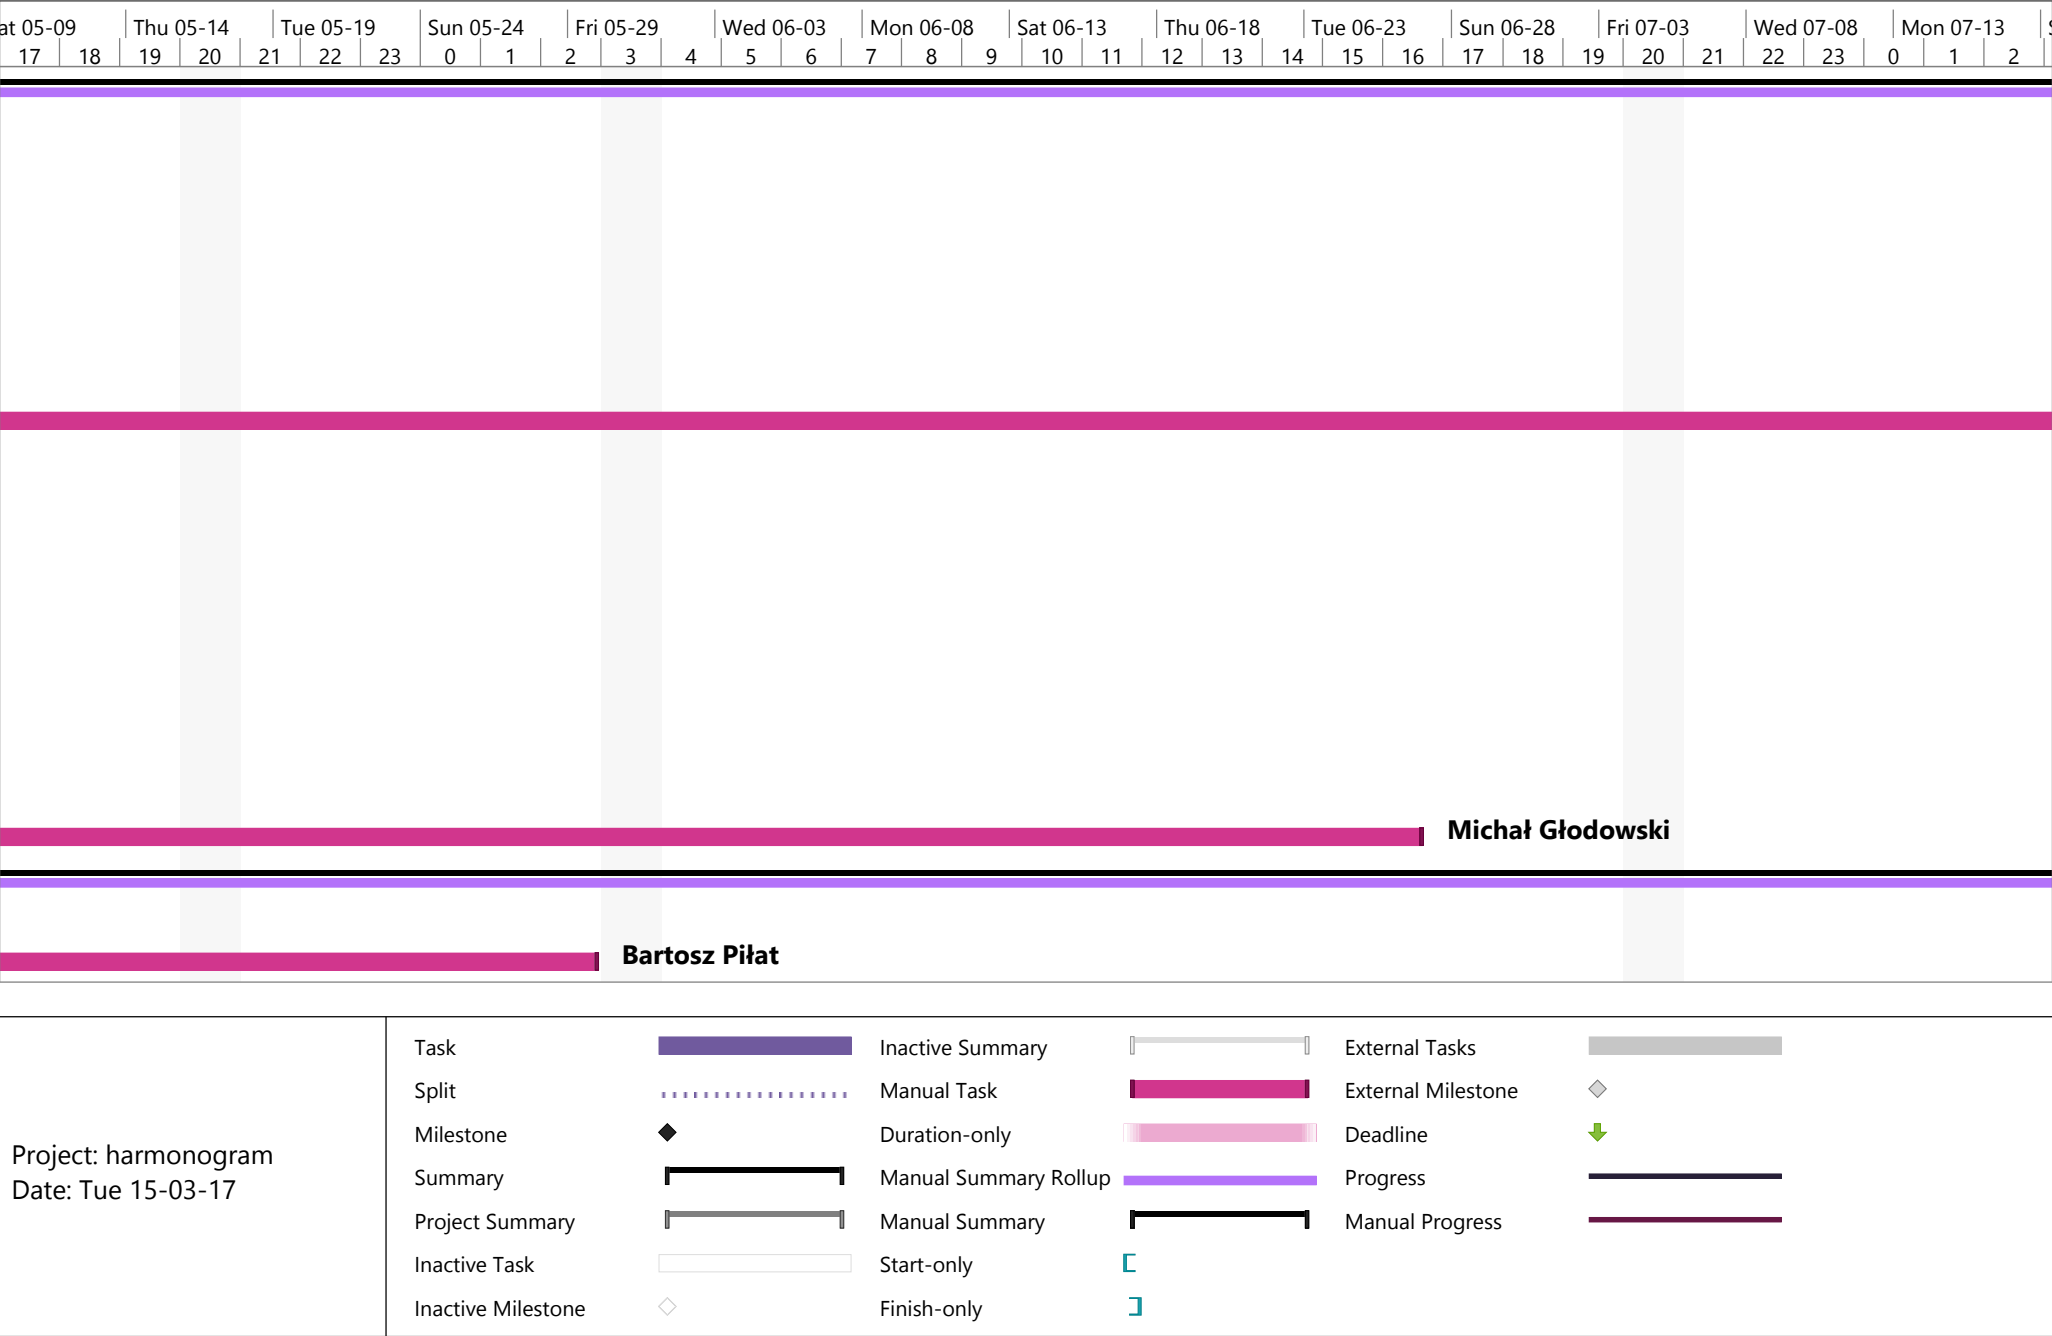 at 05-09 Thu 05-14 Tue 05-19 Sun 05-24 Fri 05-29 Wed 06-03 Mon 06-08 Sat 06-13 Thu 06-18 Tue 06-23 Sun 06-28 Fri 07-03 Wed 07-08 Mon 07-13
17 18 19 20 21 22 23 0 1 2 3 4 5 6 7 8 9 10 11 12 13 14 15 16 17 18 19 20 21 22 23 0 1 2
Michał Głodowski
Bartosz Piłat
Project: harmonogram
Date: Tue 15-03-17
Task
Split
Milestone
Summary
Project Summary
Inactive Task
Inactive Milestone
Inactive Summary
Manual Task
Duration-only
Manual Summary Rollup
Manual Summary
Start-only
Finish-only
External Tasks
External Milestone
Deadline
Progress
Manual Progress